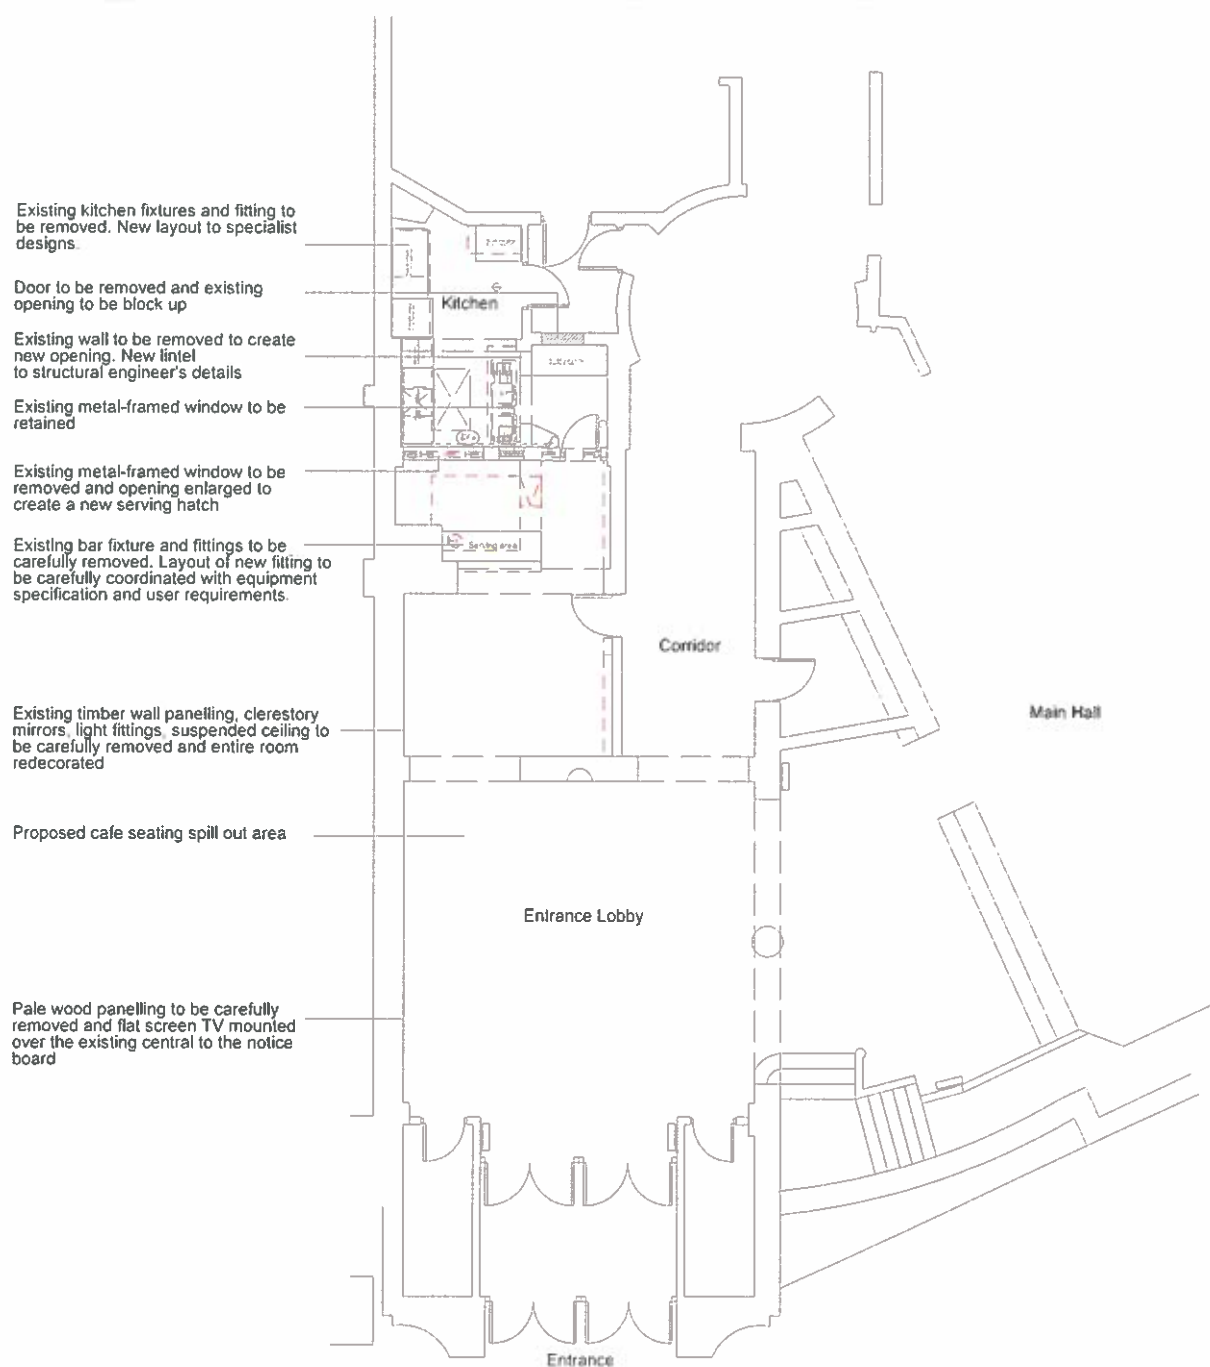 Existing kitchen fixtures and fitting to
be removed. New layout to specialist
designs.
Door to be removed and existing
opening to be block up
Kitchen
Existing wall to be removed to create
new opening. New lintel
to structural engineer's details
Existing metal-framed window to be
retained
Existing metal-framed window to be
removed and opening enlarged to
create a new serving hatch
Existing bar fixture and fittings to be
carefully removed. Layout of new fitting to
be carefully coordinated with equipment
specification and user requirements.
Serving area
Corridor
Main Hall
Existing timber wall panelling, clerestory
mirrors, light fittings, suspended ceiling to
be carefully removed and entire room
redecorated
Proposed cafe seating spill out area
Entrance Lobby
Pale wood panelling to be carefully
removed and flat screen TV mounted
over the existing central to the notice
board
Entrance